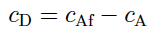 c_D = c_Af − c_A